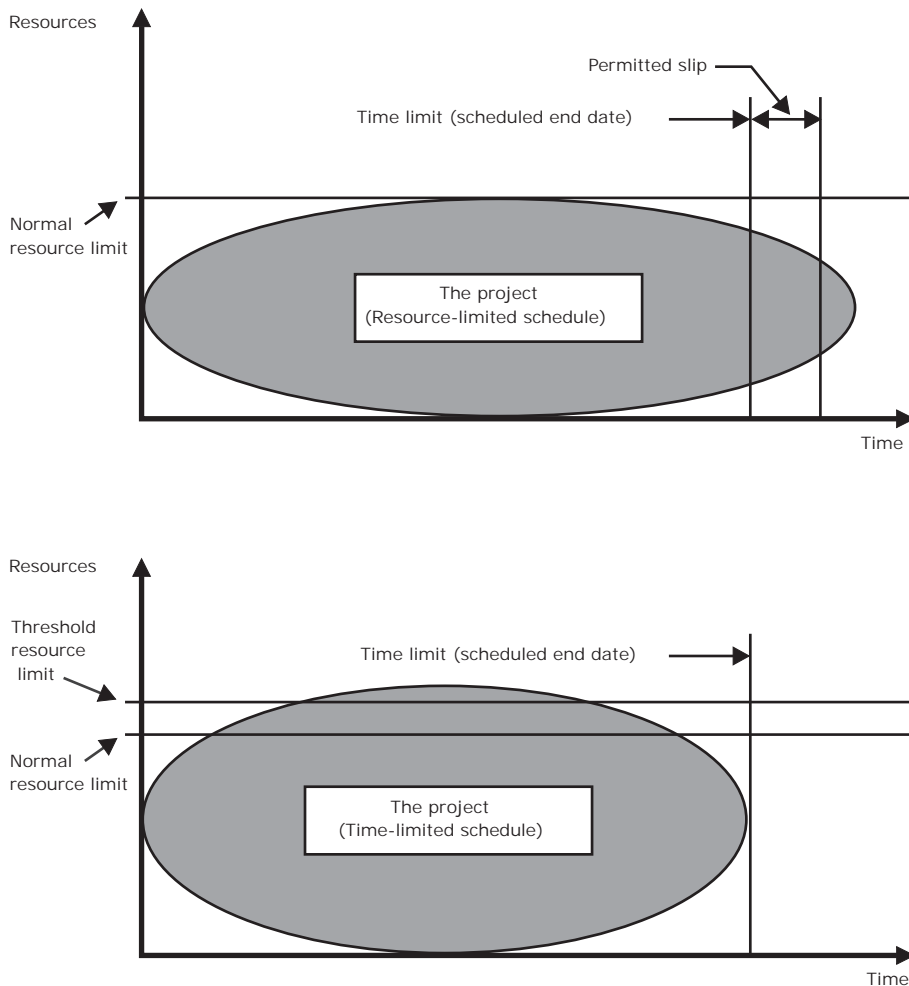 Resources
Permitted slip
Time limit (scheduled end date)
Normal
resource limit
The project
(Resource-limited schedule)
Time
Resources
Threshold
resource
limit
Time limit (scheduled end date)
Normal
resource limit
The project
(Time-limited schedule)
Time